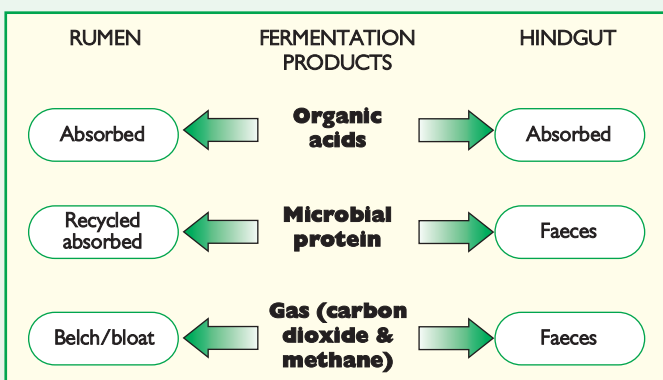 RUMEN
FERMENTATION
PRODUCTS
HINDGUT
Absorbed
Organic
acids
Absorbed
Recycled
absorbed
Microbial
protein
Faeces
Belch/bloat
Gas (carbon
dioxide &
methane)
Faeces